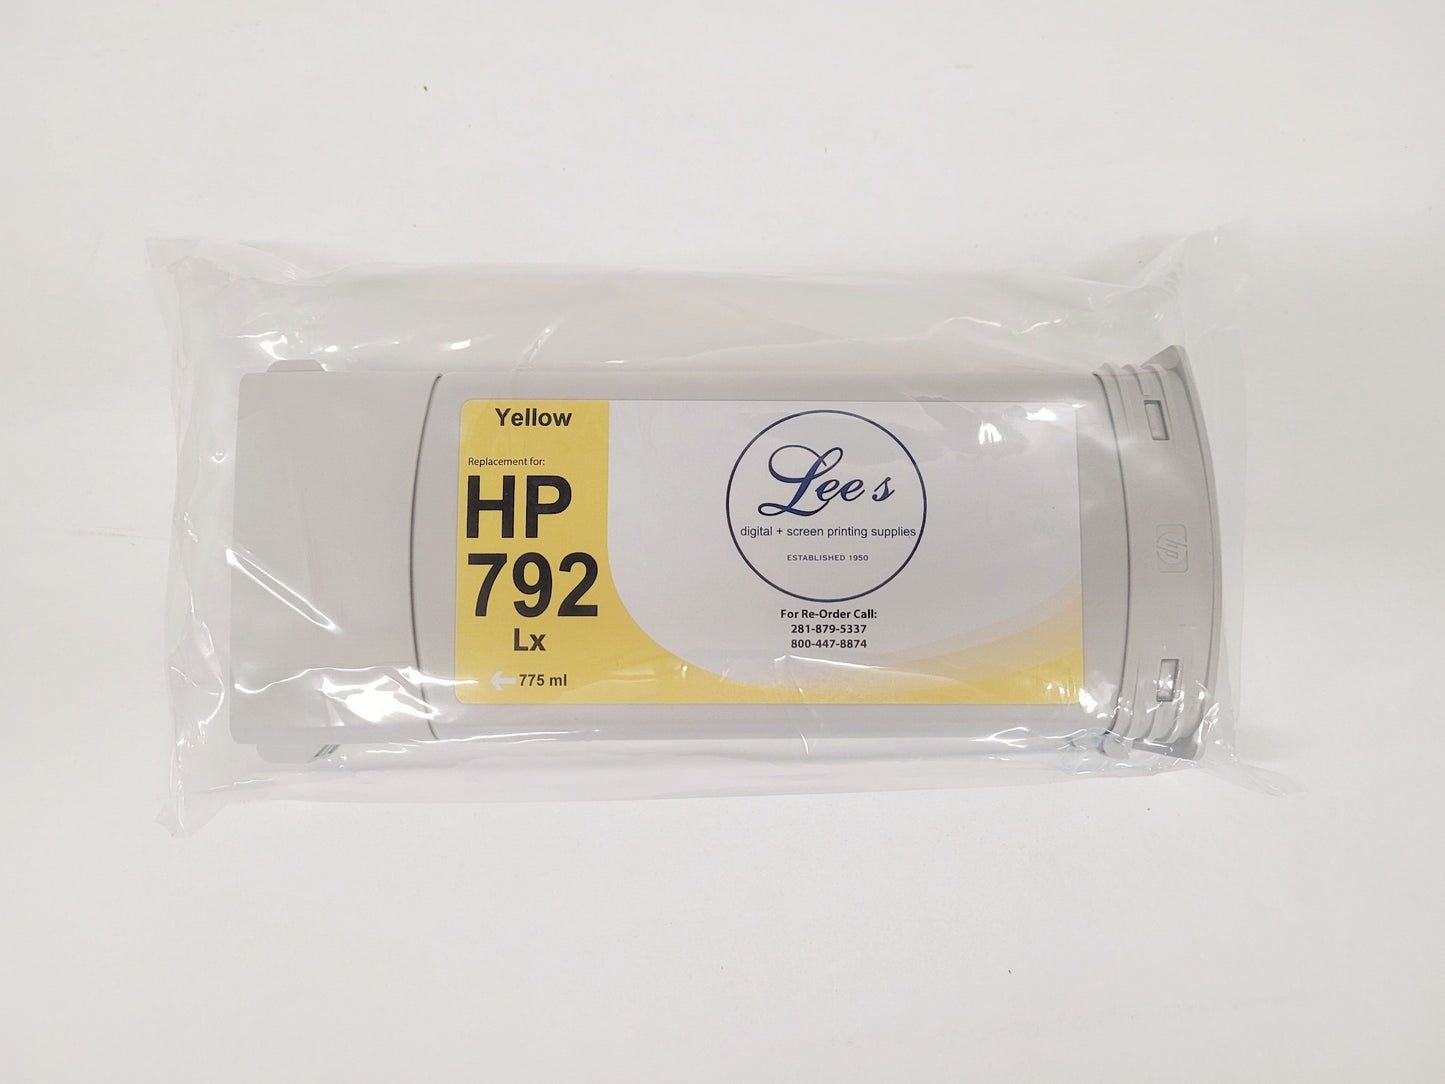 Yellow
Replacement for:
HP
792
Lx
775 ml
Lee's
digital + screen printing supplies
ESTABLISHED 1950
For Re-Order Call:
281-879-5337
800-447-8874
hp